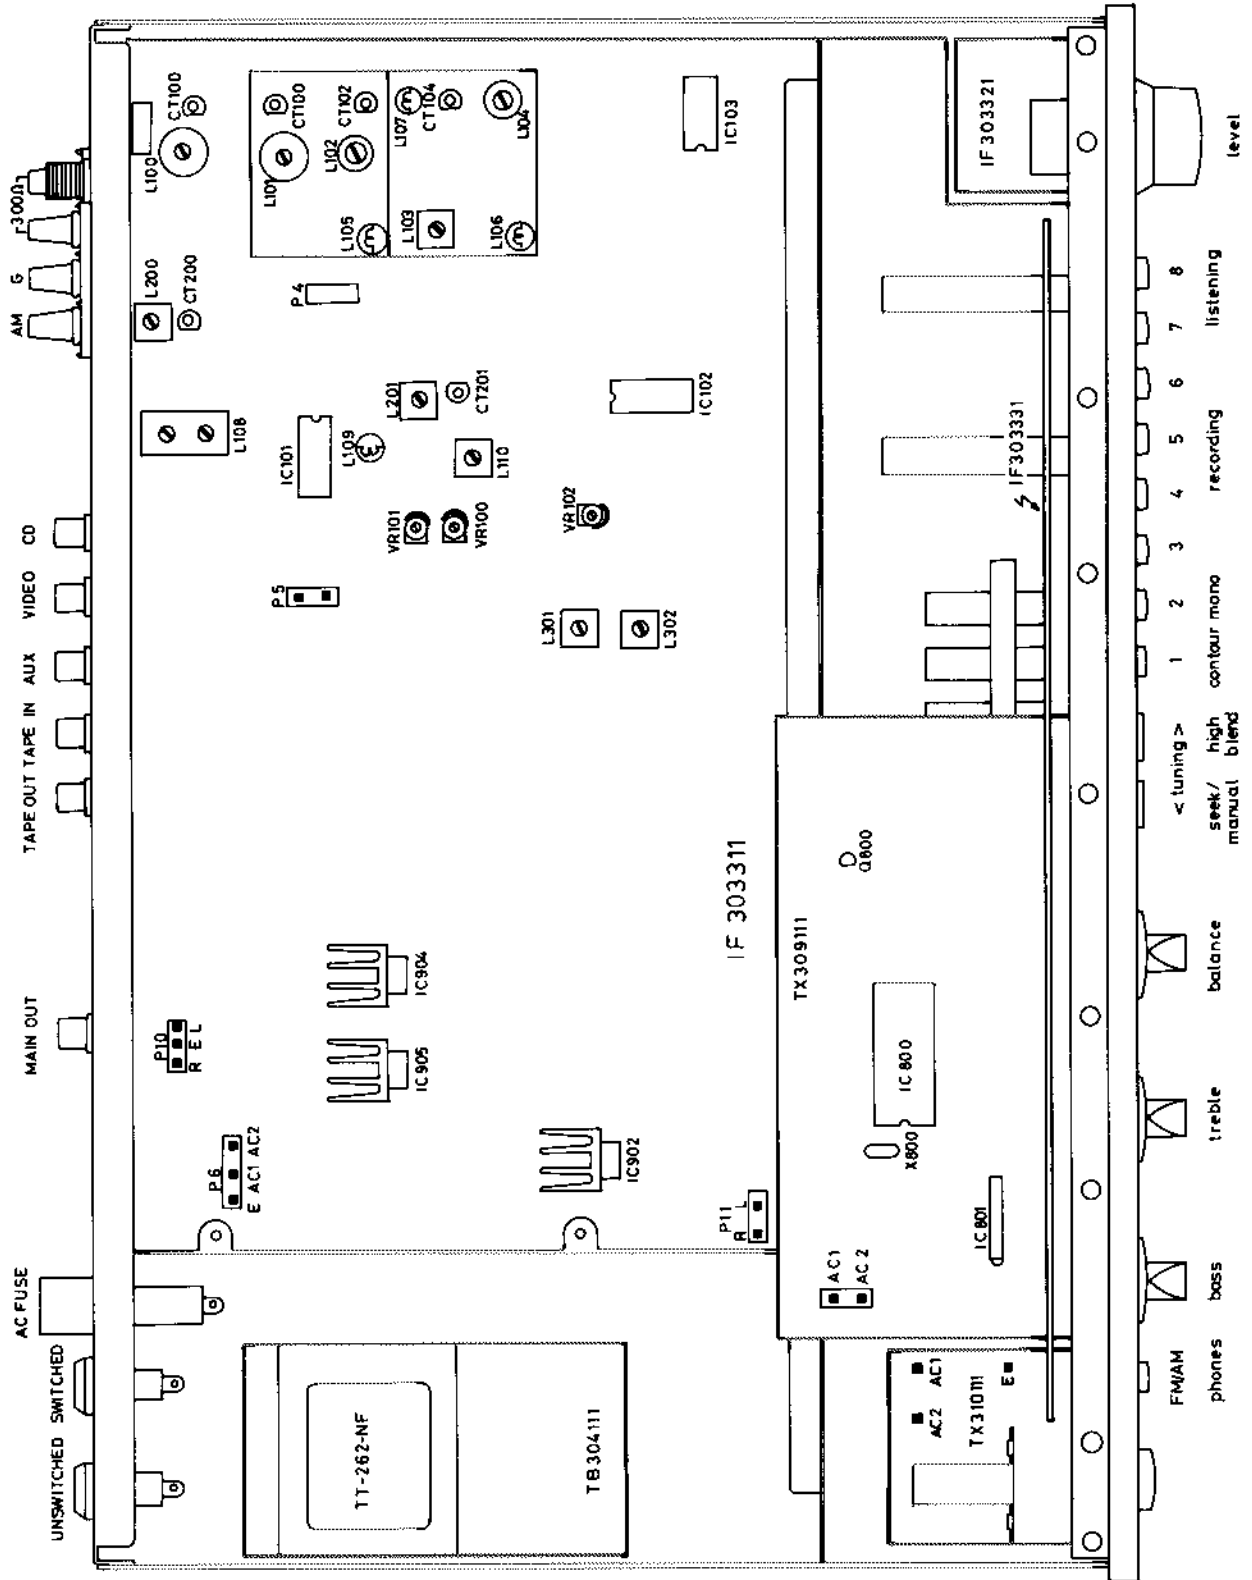 UNSWITCHED SWITCHED
AC FUSE
MAIN OUT
TAPE OUT TAPE IN AUX VIDEO CD
AM G r300Ω
TT-262-NF
TB304111
P6
E AC1 AC2
P10
R E L
IC905
IC904
IC902
P11
R L
P5
VR101
VR100
VR102
L301
L302
L108
IC101
L109
L201
CT201
L110
IC102
L200
CT200
P4
L100
CT100
L101
CT100
L102
CT102
L105
L107
CT104
L104
L103
L106
IC103
IF 303311
TX309111
Q800
IC800
X800
IC801
AC1
AC2
AC2 AC1
TX310111
E
IF303331
IF303321
FM/AM
phones bass treble balance
seek/
manual
< tuning >
high
blend
contour mono
1 2 3 4 5 6 7 8
recording listening
level